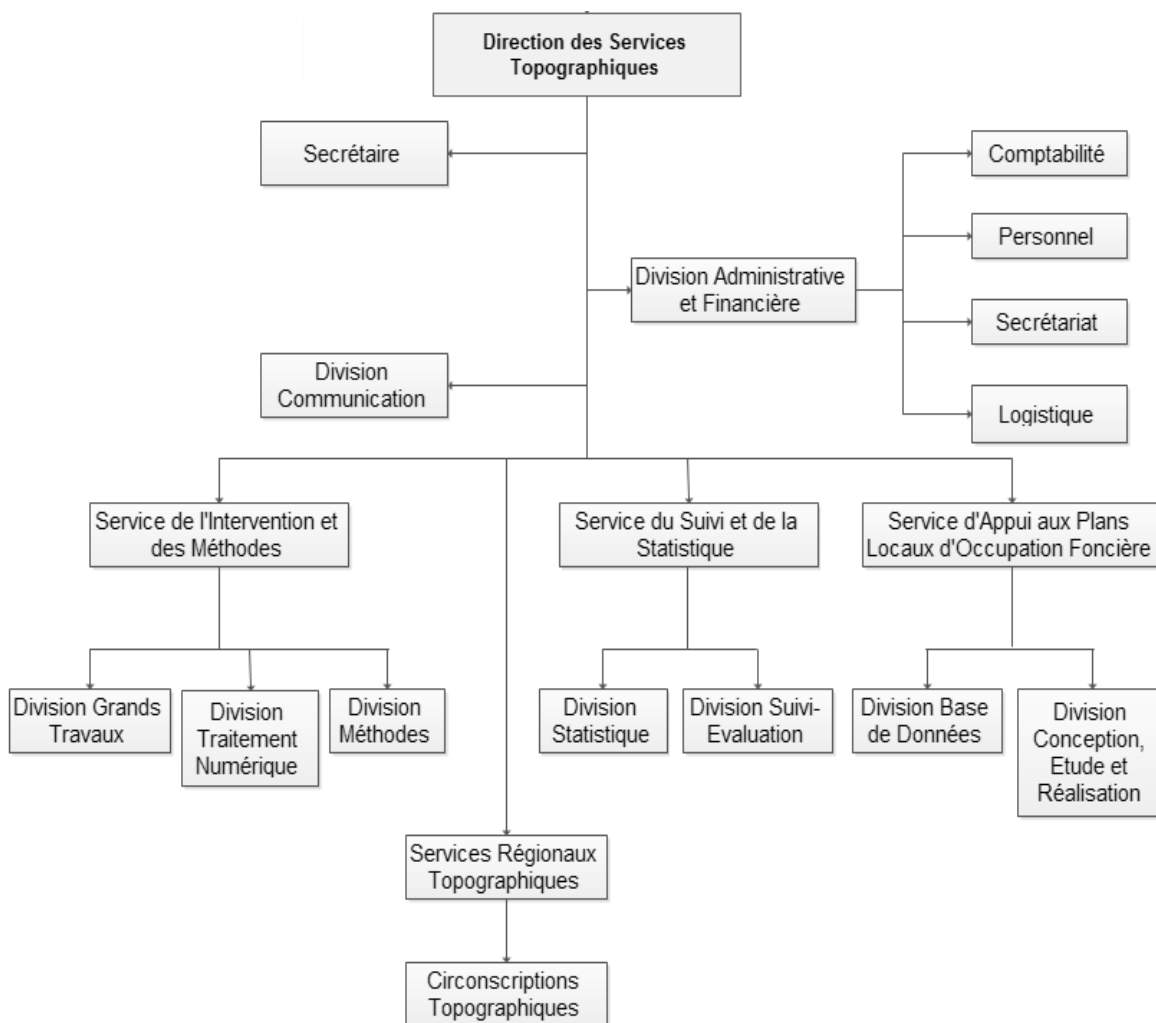 Direction des Services
Topographiques
Secrétaire
Comptabilité
Personnel
Division Administrative
et Financière
Secrétariat
Division
Communication
Logistique
Service de l'Intervention et
des Méthodes
Service du Suivi et de la
Statistique
Service d'Appui aux Plans
Locaux d'Occupation Foncière
Division Grands
Travaux
Division
Traitement
Numérique
Division
Méthodes
Division
Statistique
Division Suivi-
Evaluation
Division Base
de Données
Division
Conception,
Etude et
Réalisation
Services Régionaux
Topographiques
Circonscriptions
Topographiques